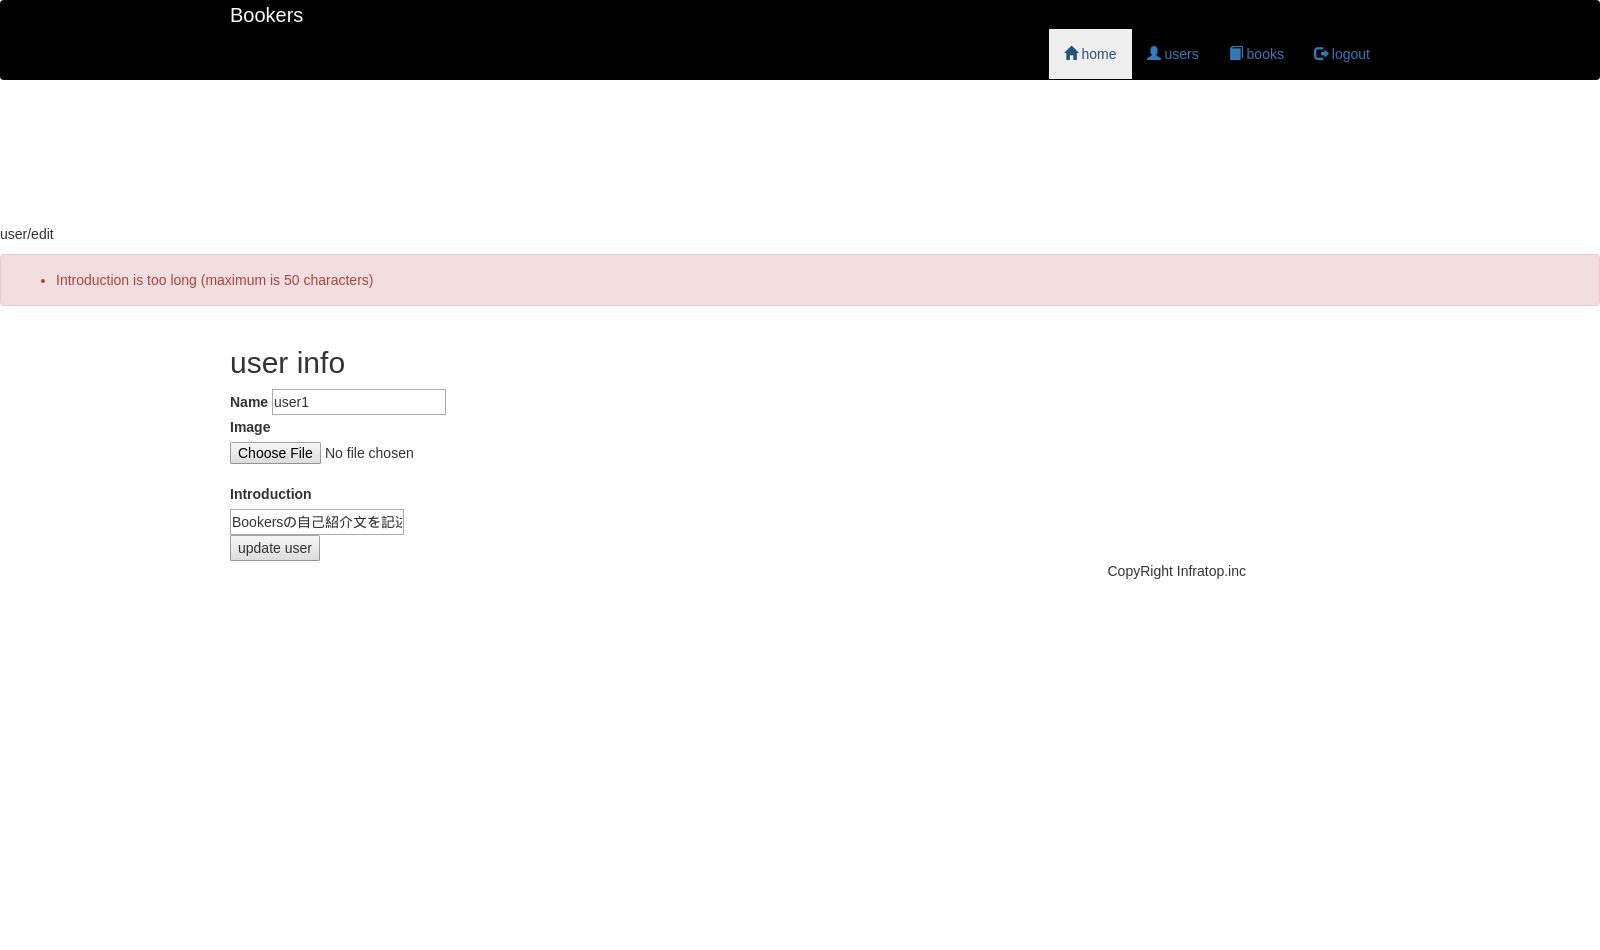 Bookers
home users books logout
user/edit
Introduction is too long (maximum is 50 characters)
user info
Name user1
Image
Choose File No file chosen
Introduction
Bookersの自己紹介文を記
update user
CopyRight Infratop.inc